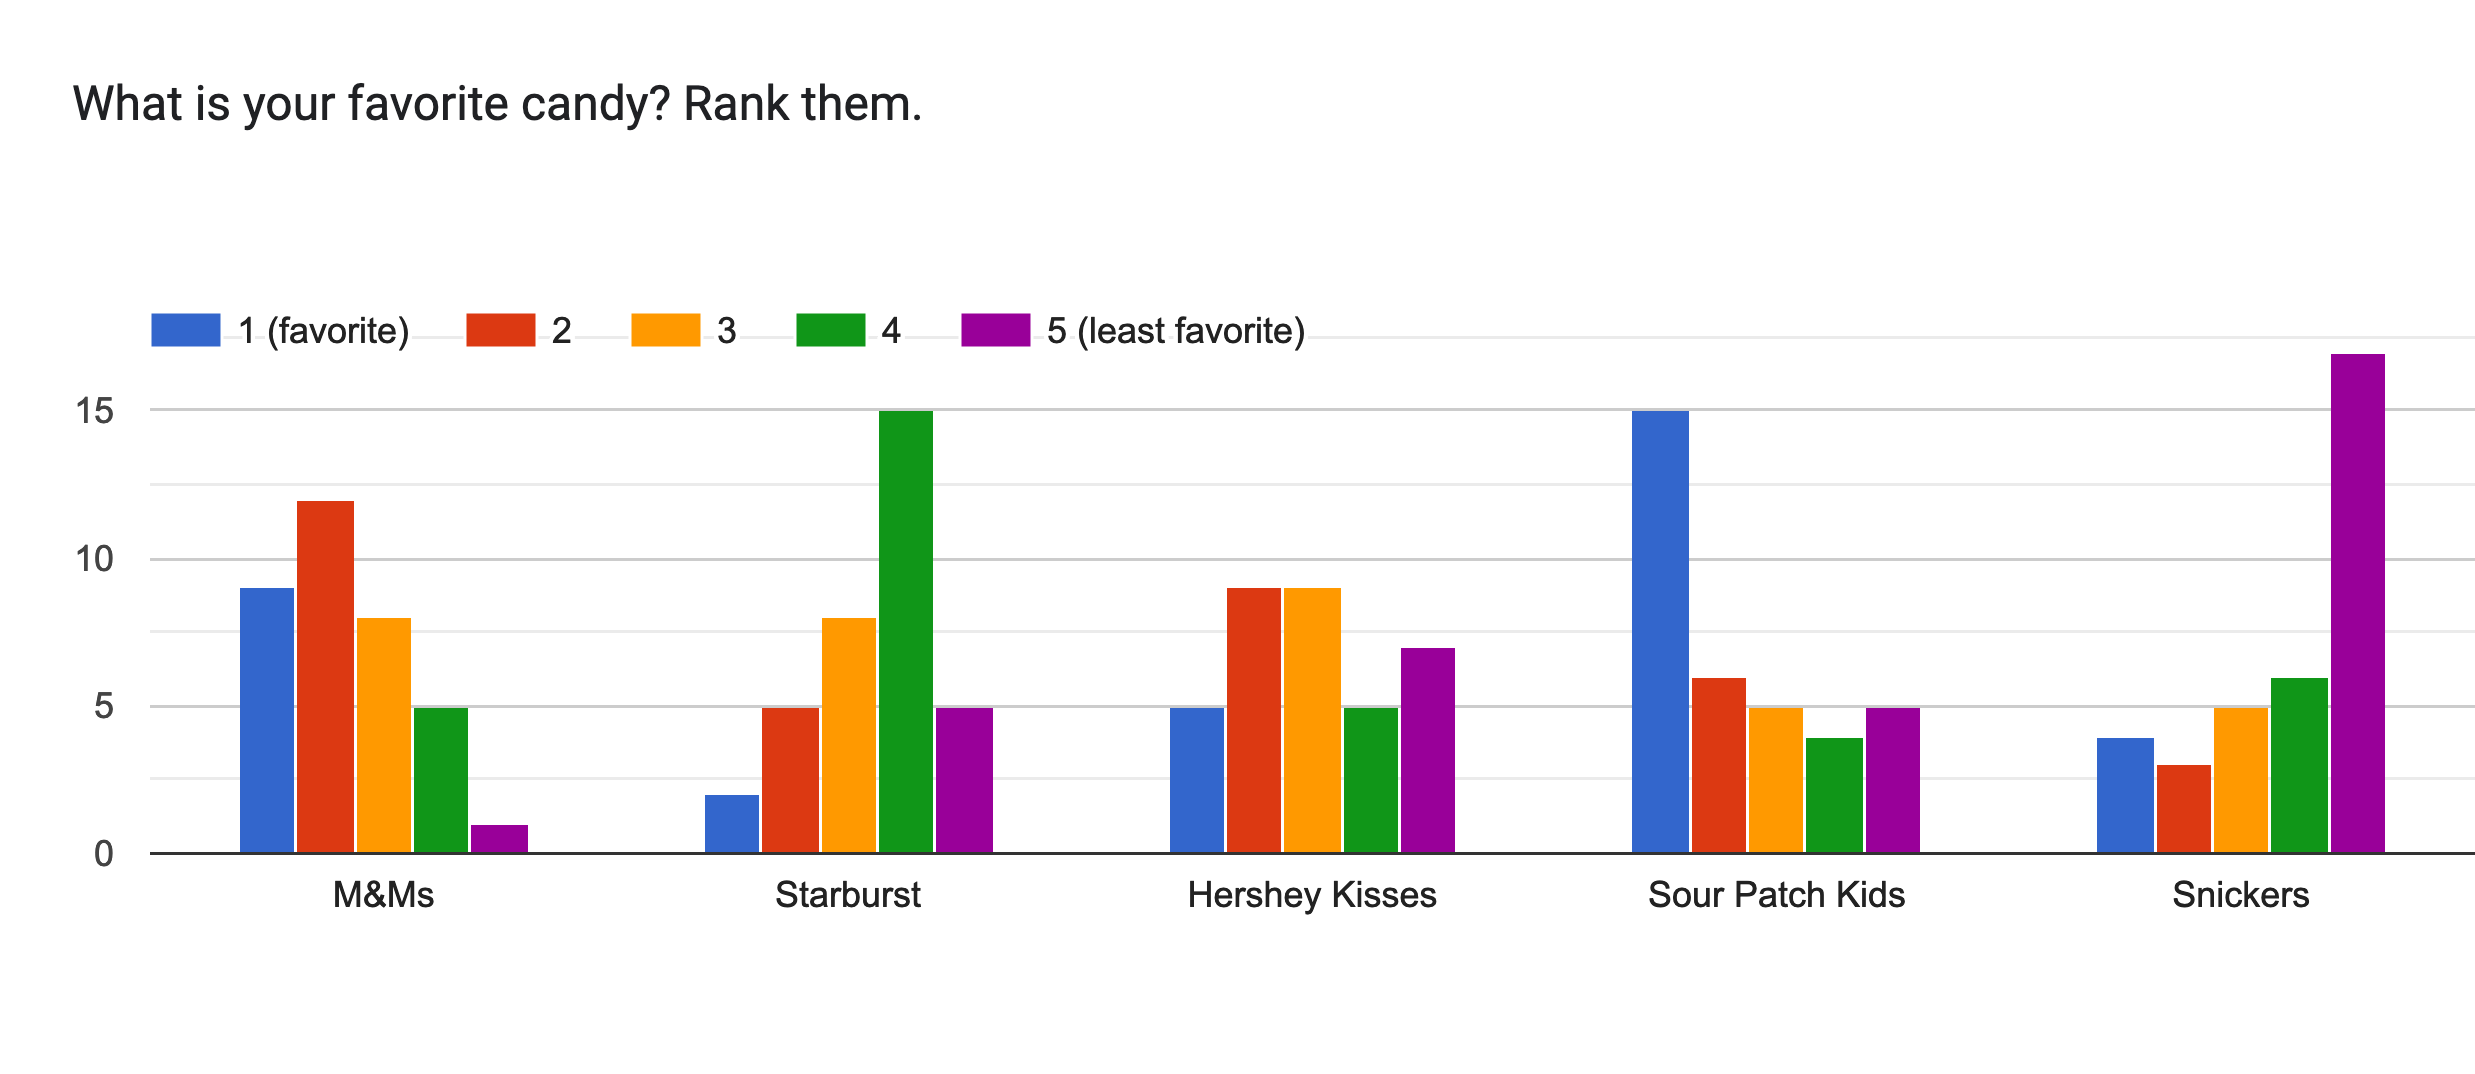 What is your favorite candy? Rank them.
1 (favorite) 2 3 4 5 (least favorite)
15
10
5
0
M&Ms Starburst Hershey Kisses Sour Patch Kids Snickers